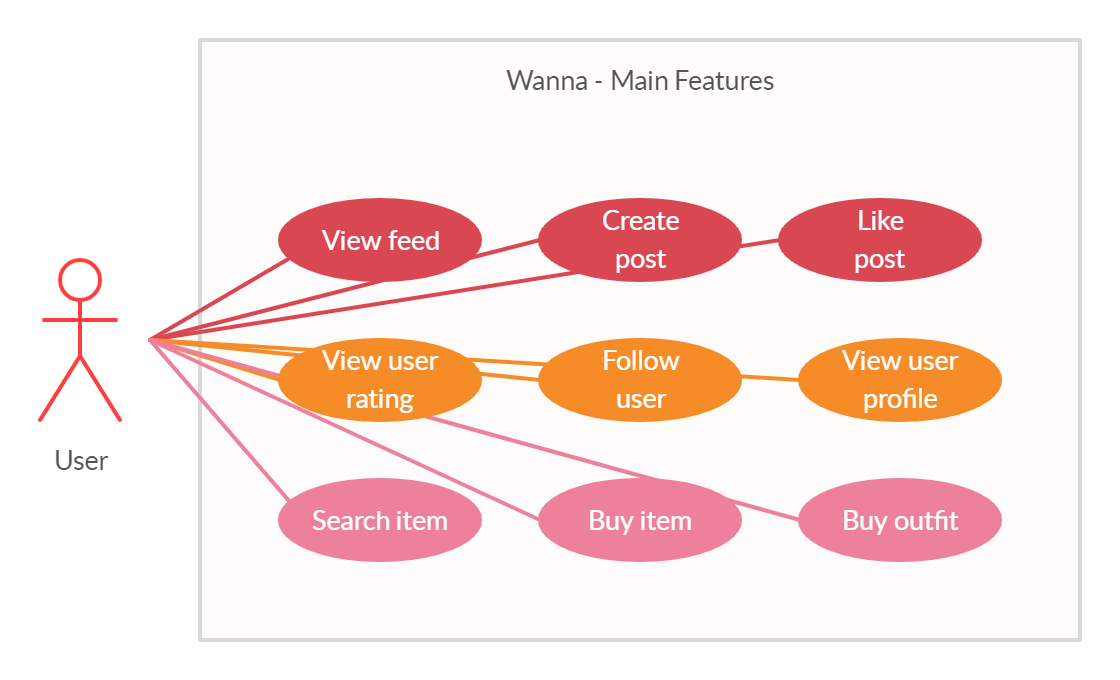 Wanna - Main Features
View feed
Create
post
Like
post
View user
rating
Follow
user
View user
profile
User
Search item
Buy item
Buy outfit